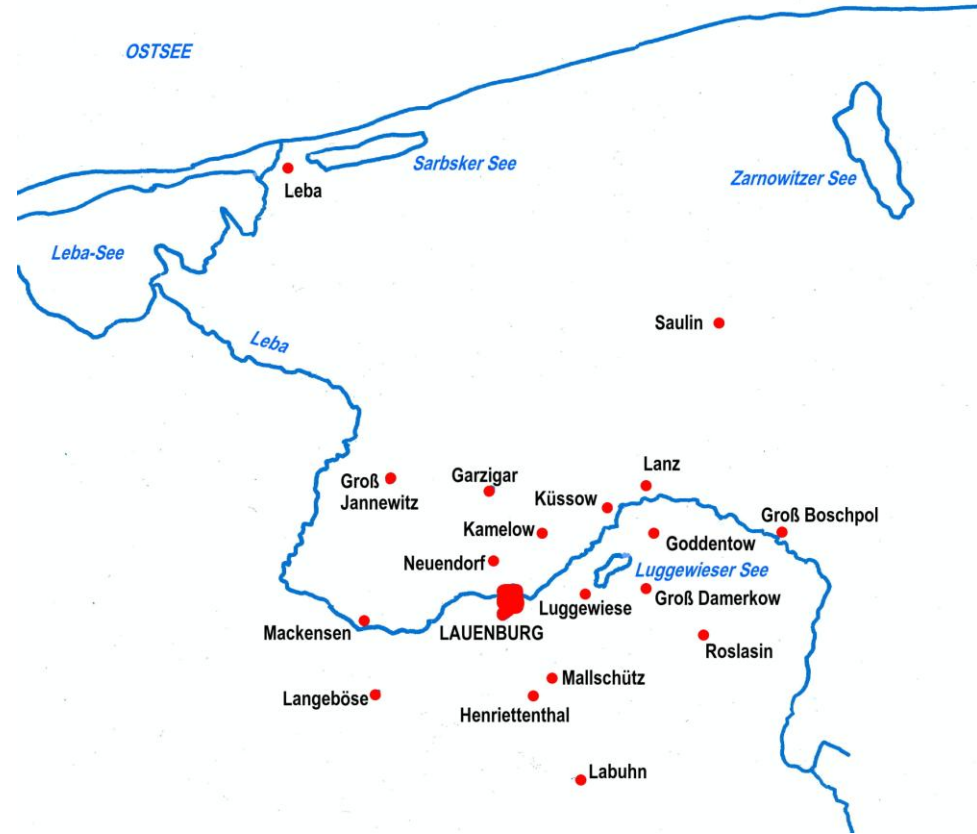 OSTSEE
Sarbsker See
Zarnowitzer See
Leba
Leba-See
Saulin
Leba
Lanz
Groß
Jannewitz
Garzigar
Küssow
Groß Boschpol
Kamelow
Goddentow
Neuendorf
Luggewieser See
Groß Damerkow
Luggewiese
Mackensen
LAUENBURG
Roslasin
Mallschütz
Langeböse
Henriettenthal
Labuhn